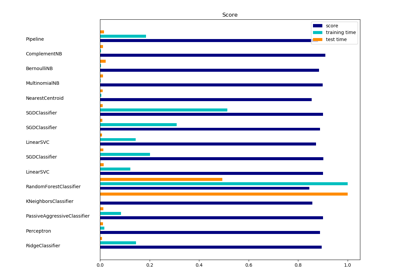 Score
score
training time
test time
Pipeline
ComplementNB
BernoulliNB
MultinomialNB
NearestCentroid
SGDClassifier
SGDClassifier
LinearSVC
SGDClassifier
LinearSVC
RandomForestClassifier
KNeighborsClassifier
PassiveAggressiveClassifier
Perceptron
RidgeClassifier
0.0 0.2 0.4 0.6 0.8 1.0